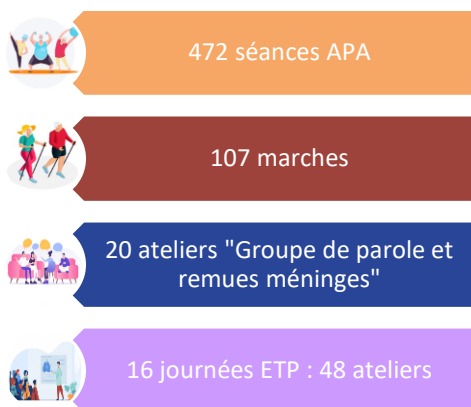 472 séances APA
107 marches
20 ateliers "Groupe de parole et
remues méninges"
16 journées ETP : 48 ateliers